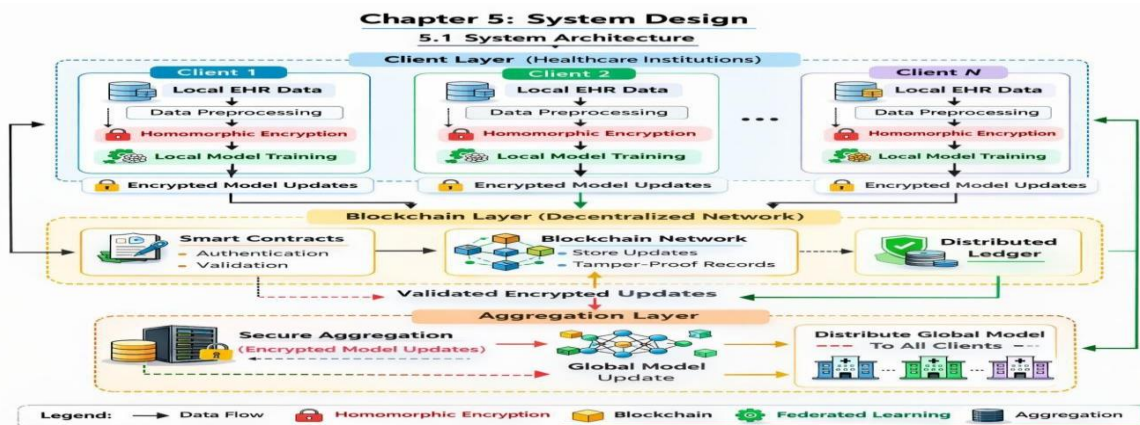 Chapter 5: System Design
5.1 System Architecture
Client Layer (Healthcare Institutions)
Client 1
Local EHR Data
Data Preprocessing
Homomorphic Encryption
Local Model Training
Encrypted Model Updates
Client 2
Local EHR Data
Data Preprocessing
Homomorphic Encryption
Local Model Training
Encrypted Model Updates
Client N
Local EHR Data
Data Preprocessing
Homomorphic Encryption
Local Model Training
Encrypted Model Updates
Blockchain Layer (Decentralized Network)
Smart Contracts
Authentication
Validation
Blockchain Network
Store Updates
Tamper-Proof Records
Distributed
Ledger
Validated Encrypted Updates
Aggregation Layer
Secure Aggregation
(Encrypted Model Updates)
Global Model
Update
Distribute Global Model
To All Clients
Legend: Data Flow Homomorphic Encryption Blockchain Federated Learning Aggregation